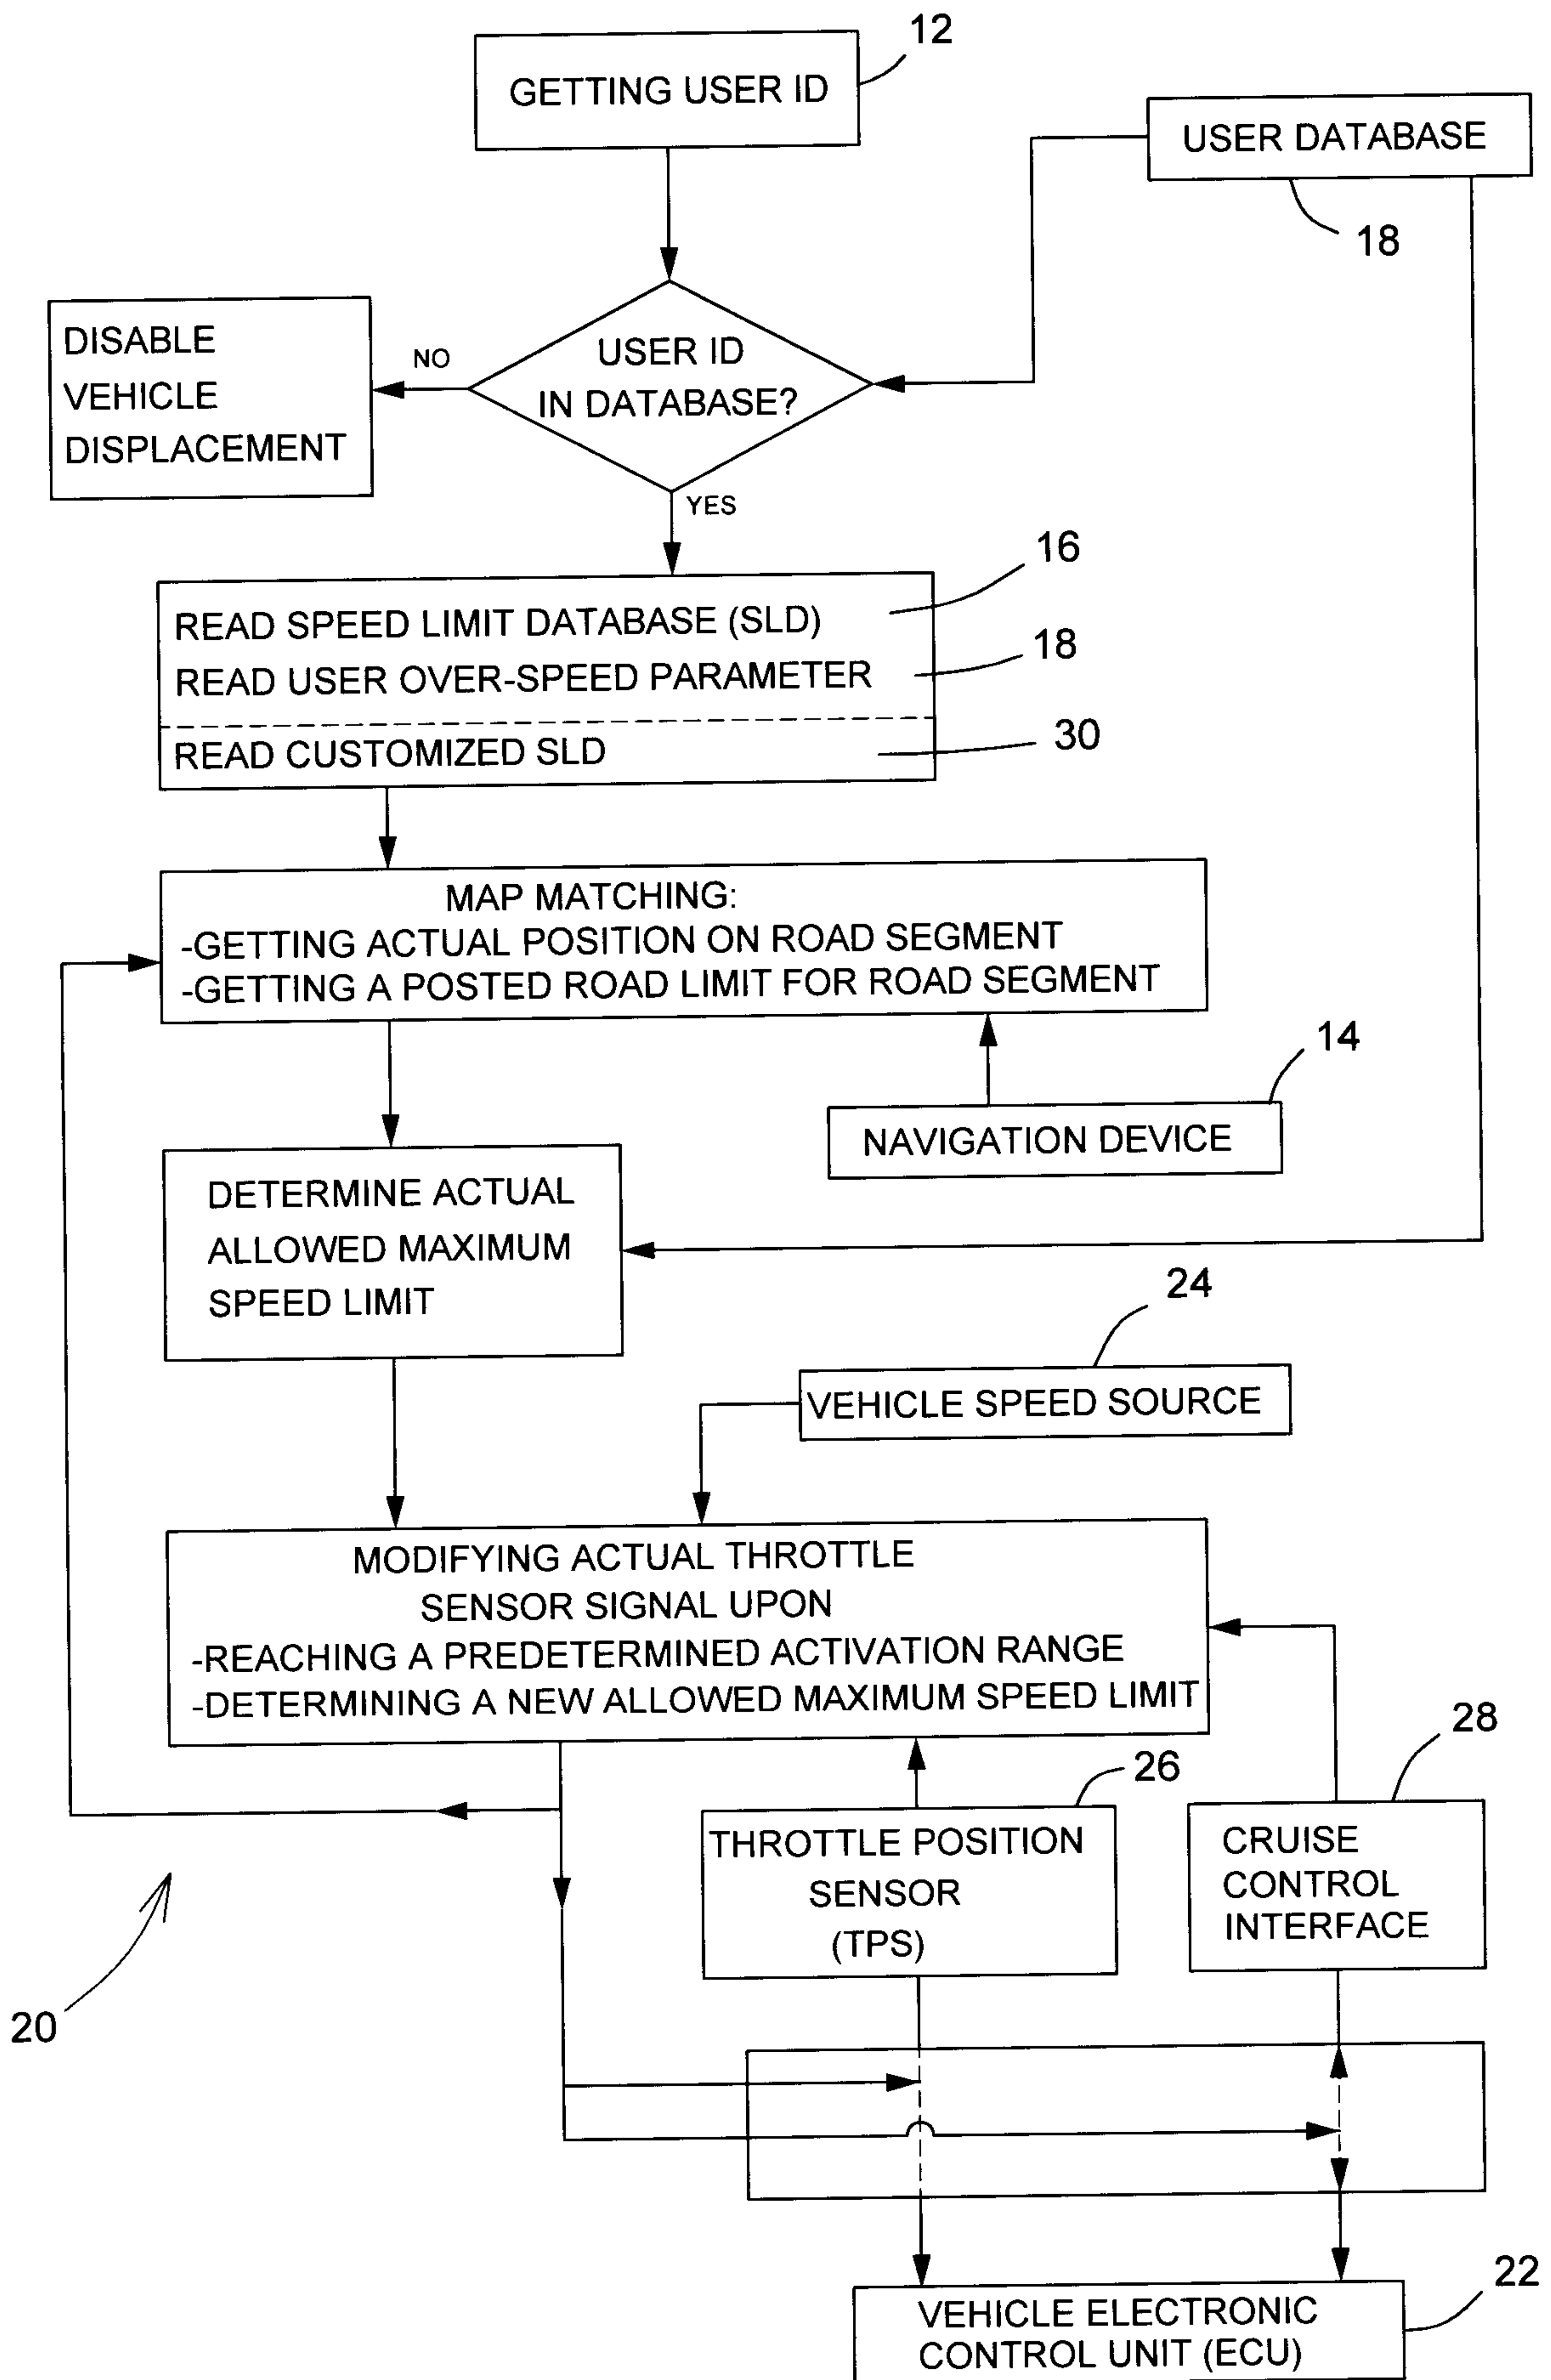 12
GETTING USER ID
USER DATABASE
18
DISABLE
VEHICLE
DISPLACEMENT
NO
USER ID
IN DATABASE?
YES
16
READ SPEED LIMIT DATABASE (SLD)
18
READ USER OVER-SPEED PARAMETER
30
READ CUSTOMIZED SLD
MAP MATCHING:
-GETTING ACTUAL POSITION ON ROAD SEGMENT
-GETTING A POSTED ROAD LIMIT FOR ROAD SEGMENT
14
NAVIGATION DEVICE
DETERMINE ACTUAL
ALLOWED MAXIMUM
SPEED LIMIT
24
VEHICLE SPEED SOURCE
MODIFYING ACTUAL THROTTLE
SENSOR SIGNAL UPON
-REACHING A PREDETERMINED ACTIVATION RANGE
-DETERMINING A NEW ALLOWED MAXIMUM SPEED LIMIT
28
26
THROTTLE POSITION
SENSOR
(TPS)
CRUISE
CONTROL
INTERFACE
20
22
VEHICLE ELECTRONIC
CONTROL UNIT (ECU)